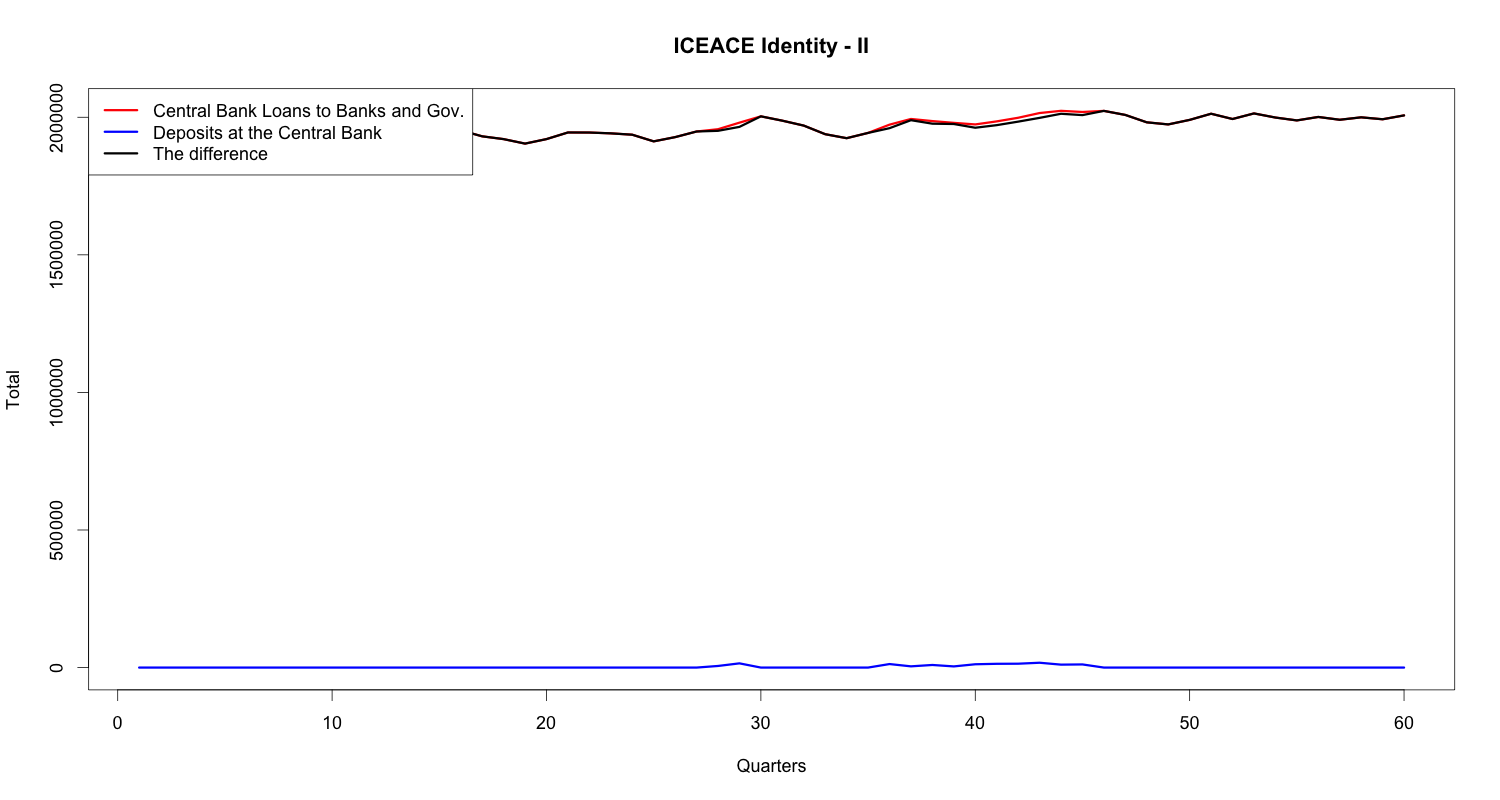 ICEACE Identity - II
Central Bank Loans to Banks and Gov.
Deposits at the Central Bank
The difference
Total
2000000
1500000
1000000
500000
0
0 10 20 30 40 50 60
Quarters